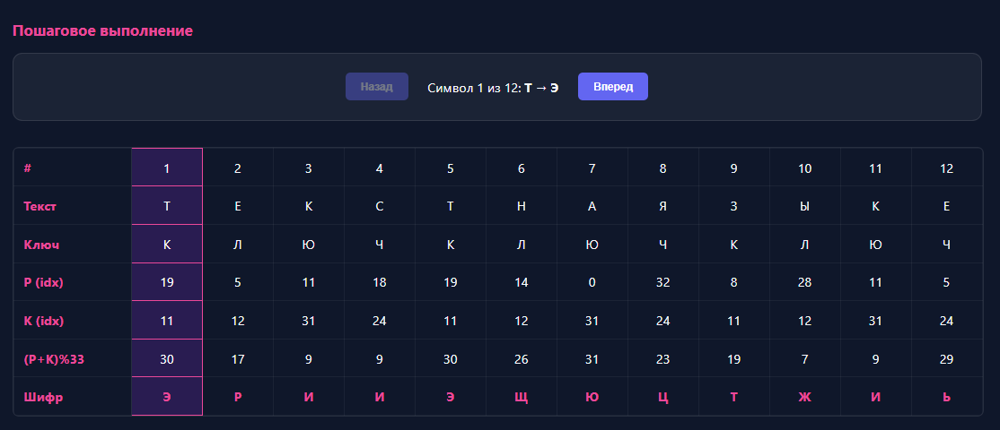 Пошаговое выполнение
Назад Символ 1 из 12: Т → Э Вперед
# 1 2 3 4 5 6 7 8 9 10 11 12
Текст Т Е К С Т Н А Я З Ы К Е
Ключ К Л Ю Ч К Л Ю Ч К Л Ю Ч
P (idx) 19 5 11 18 19 14 0 32 8 28 11 5
K (idx) 11 12 31 24 11 12 31 24 11 12 31 24
(P+K)%33 30 17 9 9 30 26 31 23 19 7 9 29
Шифр Э Р И И Э Щ Ю Ц Т Ж И Ь